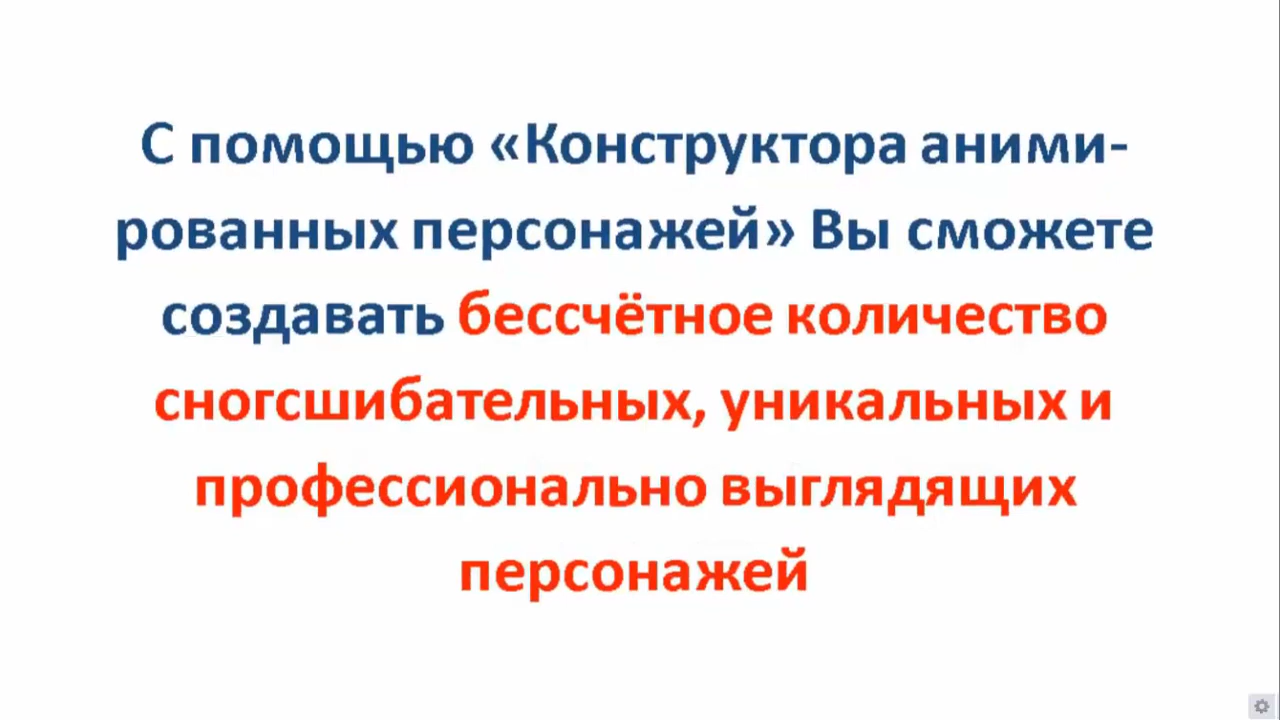 С помощью «Конструктора аними-
рованных персонажей» Вы сможете
создавать бессчётное количество
сногсшибательных, уникальных и
профессионально выглядящих
персонажей